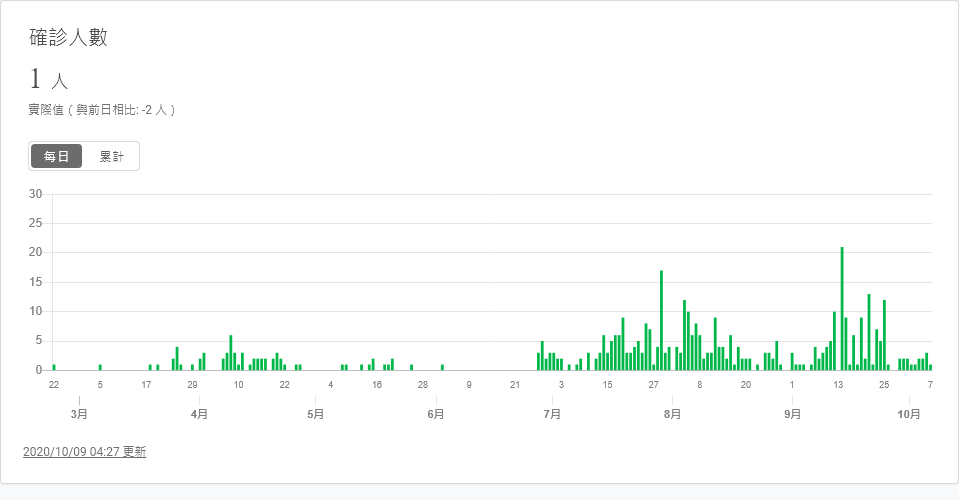 確診人數
1 人
實際值 ( 與前日相比: -2 人 )
每日 累計
30
25
20
15
10
5
0
22 5 17 29 10 22 4 16 28 9 21 3 15 27 8 20 1 13 25 7
3月 4月 5月 6月 7月 8月 9月 10月
2020/10/09 04:27 更新